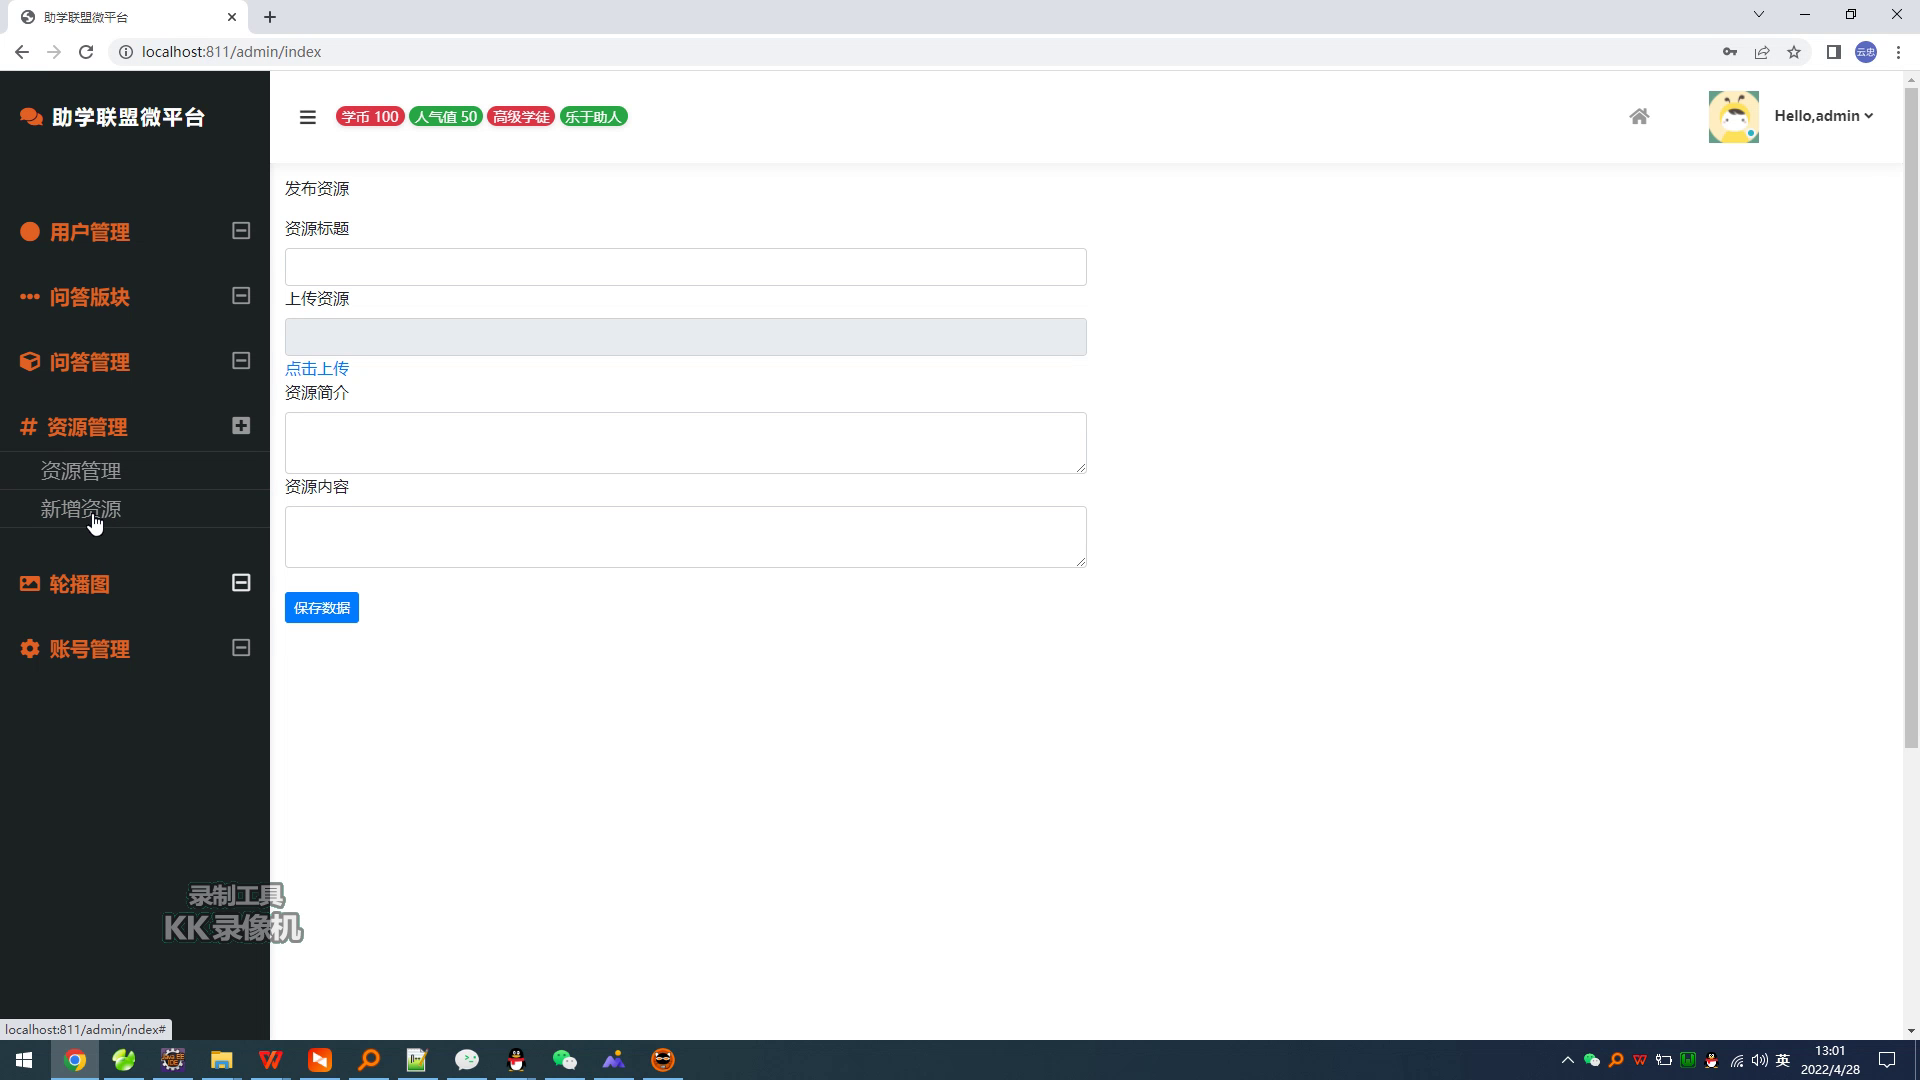 助学联盟微平台
localhost:811/admin/index
云忠
助学联盟微平台
学币 100 人气值 50 高级学徒 乐于助人
Hello,admin
用户管理
问答版块
问答管理
资源管理
资源管理
新增资源
轮播图
账号管理
发布资源
资源标题
上传资源
点击上传
资源简介
资源内容
保存数据
录制工具
KK 录像机
localhost:811/admin/index#
英
13:01
2022/4/28